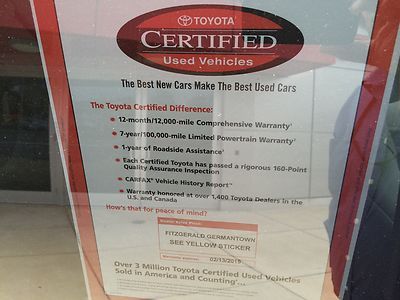 TOYOTA
CERTIFIED
Used Vehicles
The Best New Cars Make The Best Used Cars
The Toyota Certified Difference:
• 12-month/12,000-mile Comprehensive Warranty†
• 7-year/100,000-mile Limited Powertrain Warranty†
• 1-year of Roadside Assistance†
• Each Certified Toyota has passed a rigorous 160-Point
Quality Assurance Inspection
• CARFAX® Vehicle History Report™
• Warranty honored at over 1,400 Toyota Dealers in the
U.S. and Canada
How's that for peace of mind?
FITZGERALD GERMANTOWN
SEE YELLOW STICKER
02/13/2015
Over 3 Million Toyota Certified Used Vehicles
Sold in America and Counting